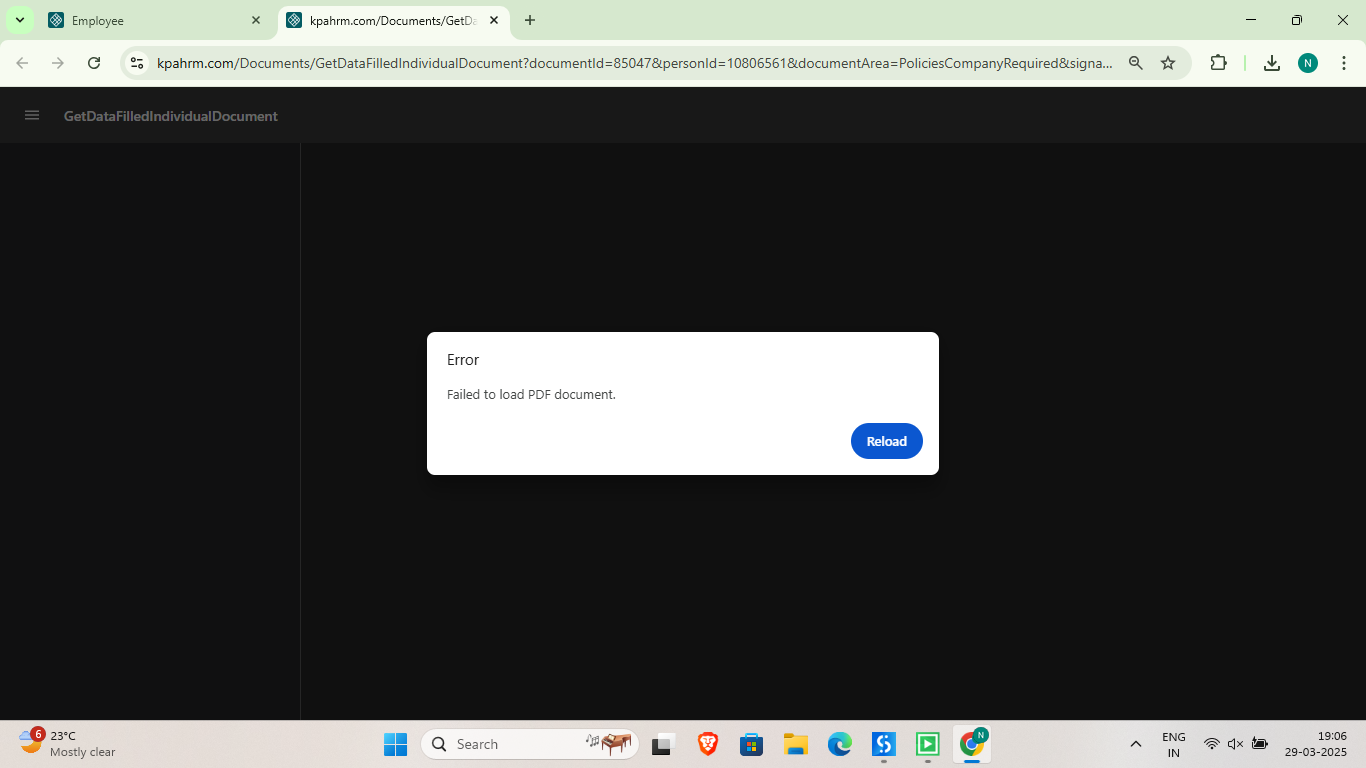 Employee
kpahrm.com/Documents/GetDa
kpahrm.com/Documents/GetDataFilledIndividualDocument?documentId=85047&personId=10806561&documentArea=PoliciesCompanyRequired&signa...
N
GetDataFilledIndividualDocument
Error
Failed to load PDF document.
Reload
6
23°C
Mostly clear
Search
N
ENG
IN
19:06
29-03-2025